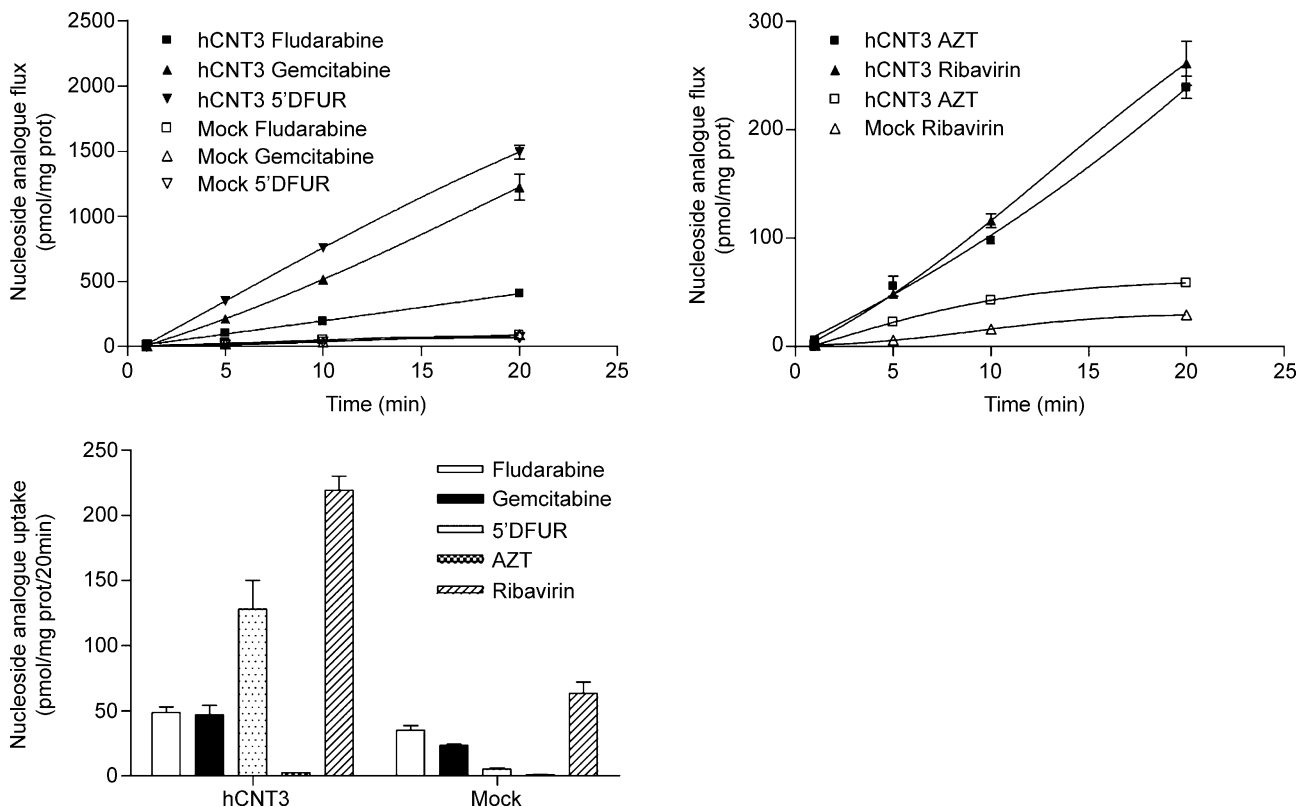 2500
2000
1500
1000
500
0
Nucleoside analogue flux
(pmol/mg prot)
hCNT3 Fludarabine
hCNT3 Gemcitabine
hCNT3 5'DFUR
Mock Fludarabine
Mock Gemcitabine
Mock 5'DFUR
0 5 10 15 20 25
Time (min)
300
200
100
0
Nucleoside analogue flux
(pmol/mg prot)
hCNT3 AZT
hCNT3 Ribavirin
hCNT3 AZT
Mock Ribavirin
0 5 10 15 20 25
Time (min)
250
200
150
100
50
0
Nucleoside analogue uptake
(pmol/mg prot/20min)
Fludarabine
Gemcitabine
5'DFUR
AZT
Ribavirin
hCNT3 Mock